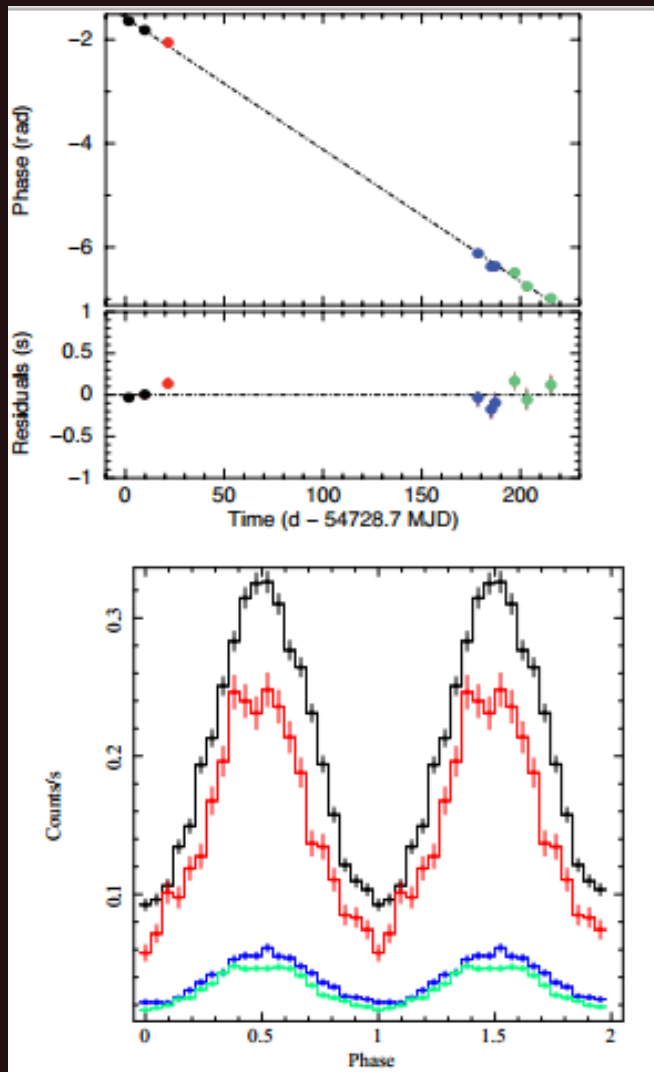 Phase (rad)
−2
−4
−6
Residuals (s)
1
0.5
0
−0.5
−1
0 50 100 150 200
Time (d − 54728.7 MJD)
Counts/s
0.3
0.2
0.1
0 0.5 1 1.5 2
Phase